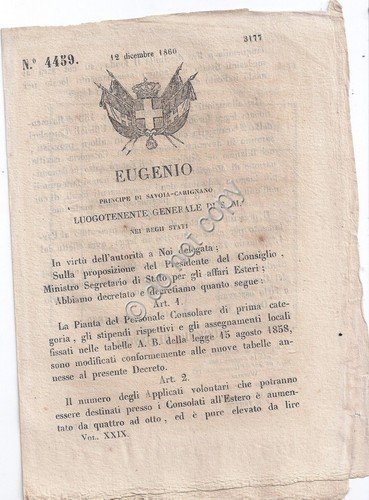 3177
N.° 4459.
12 dicembre 1860
EUGENIO
PRINCIPE DI SAVOIA-CARIGNANO
LUOGOTENENTE GENERALE DI
NEI REGII STATI
In virtù dell'autorità a Noi delegata;
Sulla proposizione del Presidente del Consiglio,
Ministro Segretario di Stato per gli affari Esteri;
Abbiamo decretato e decretiamo quanto segue:
Art. 1.
La Pianta del Personale Consolare di prima cate-
goria, gli stipendi rispettivi e gli assegnamenti locali
fissati nelle tabelle A. B. della legge 15 agosto 1858,
sono modificati conformemente alle nuove tabelle an-
nesse al presente Decreto.
Art. 2.
Il numero degli Applicati volontari che potranno
essere destinati presso i Consolati all'Estero è aumen-
tato da quattro ad otto, ed è pure elevato da lire
Vol. XXIX.
do not copy